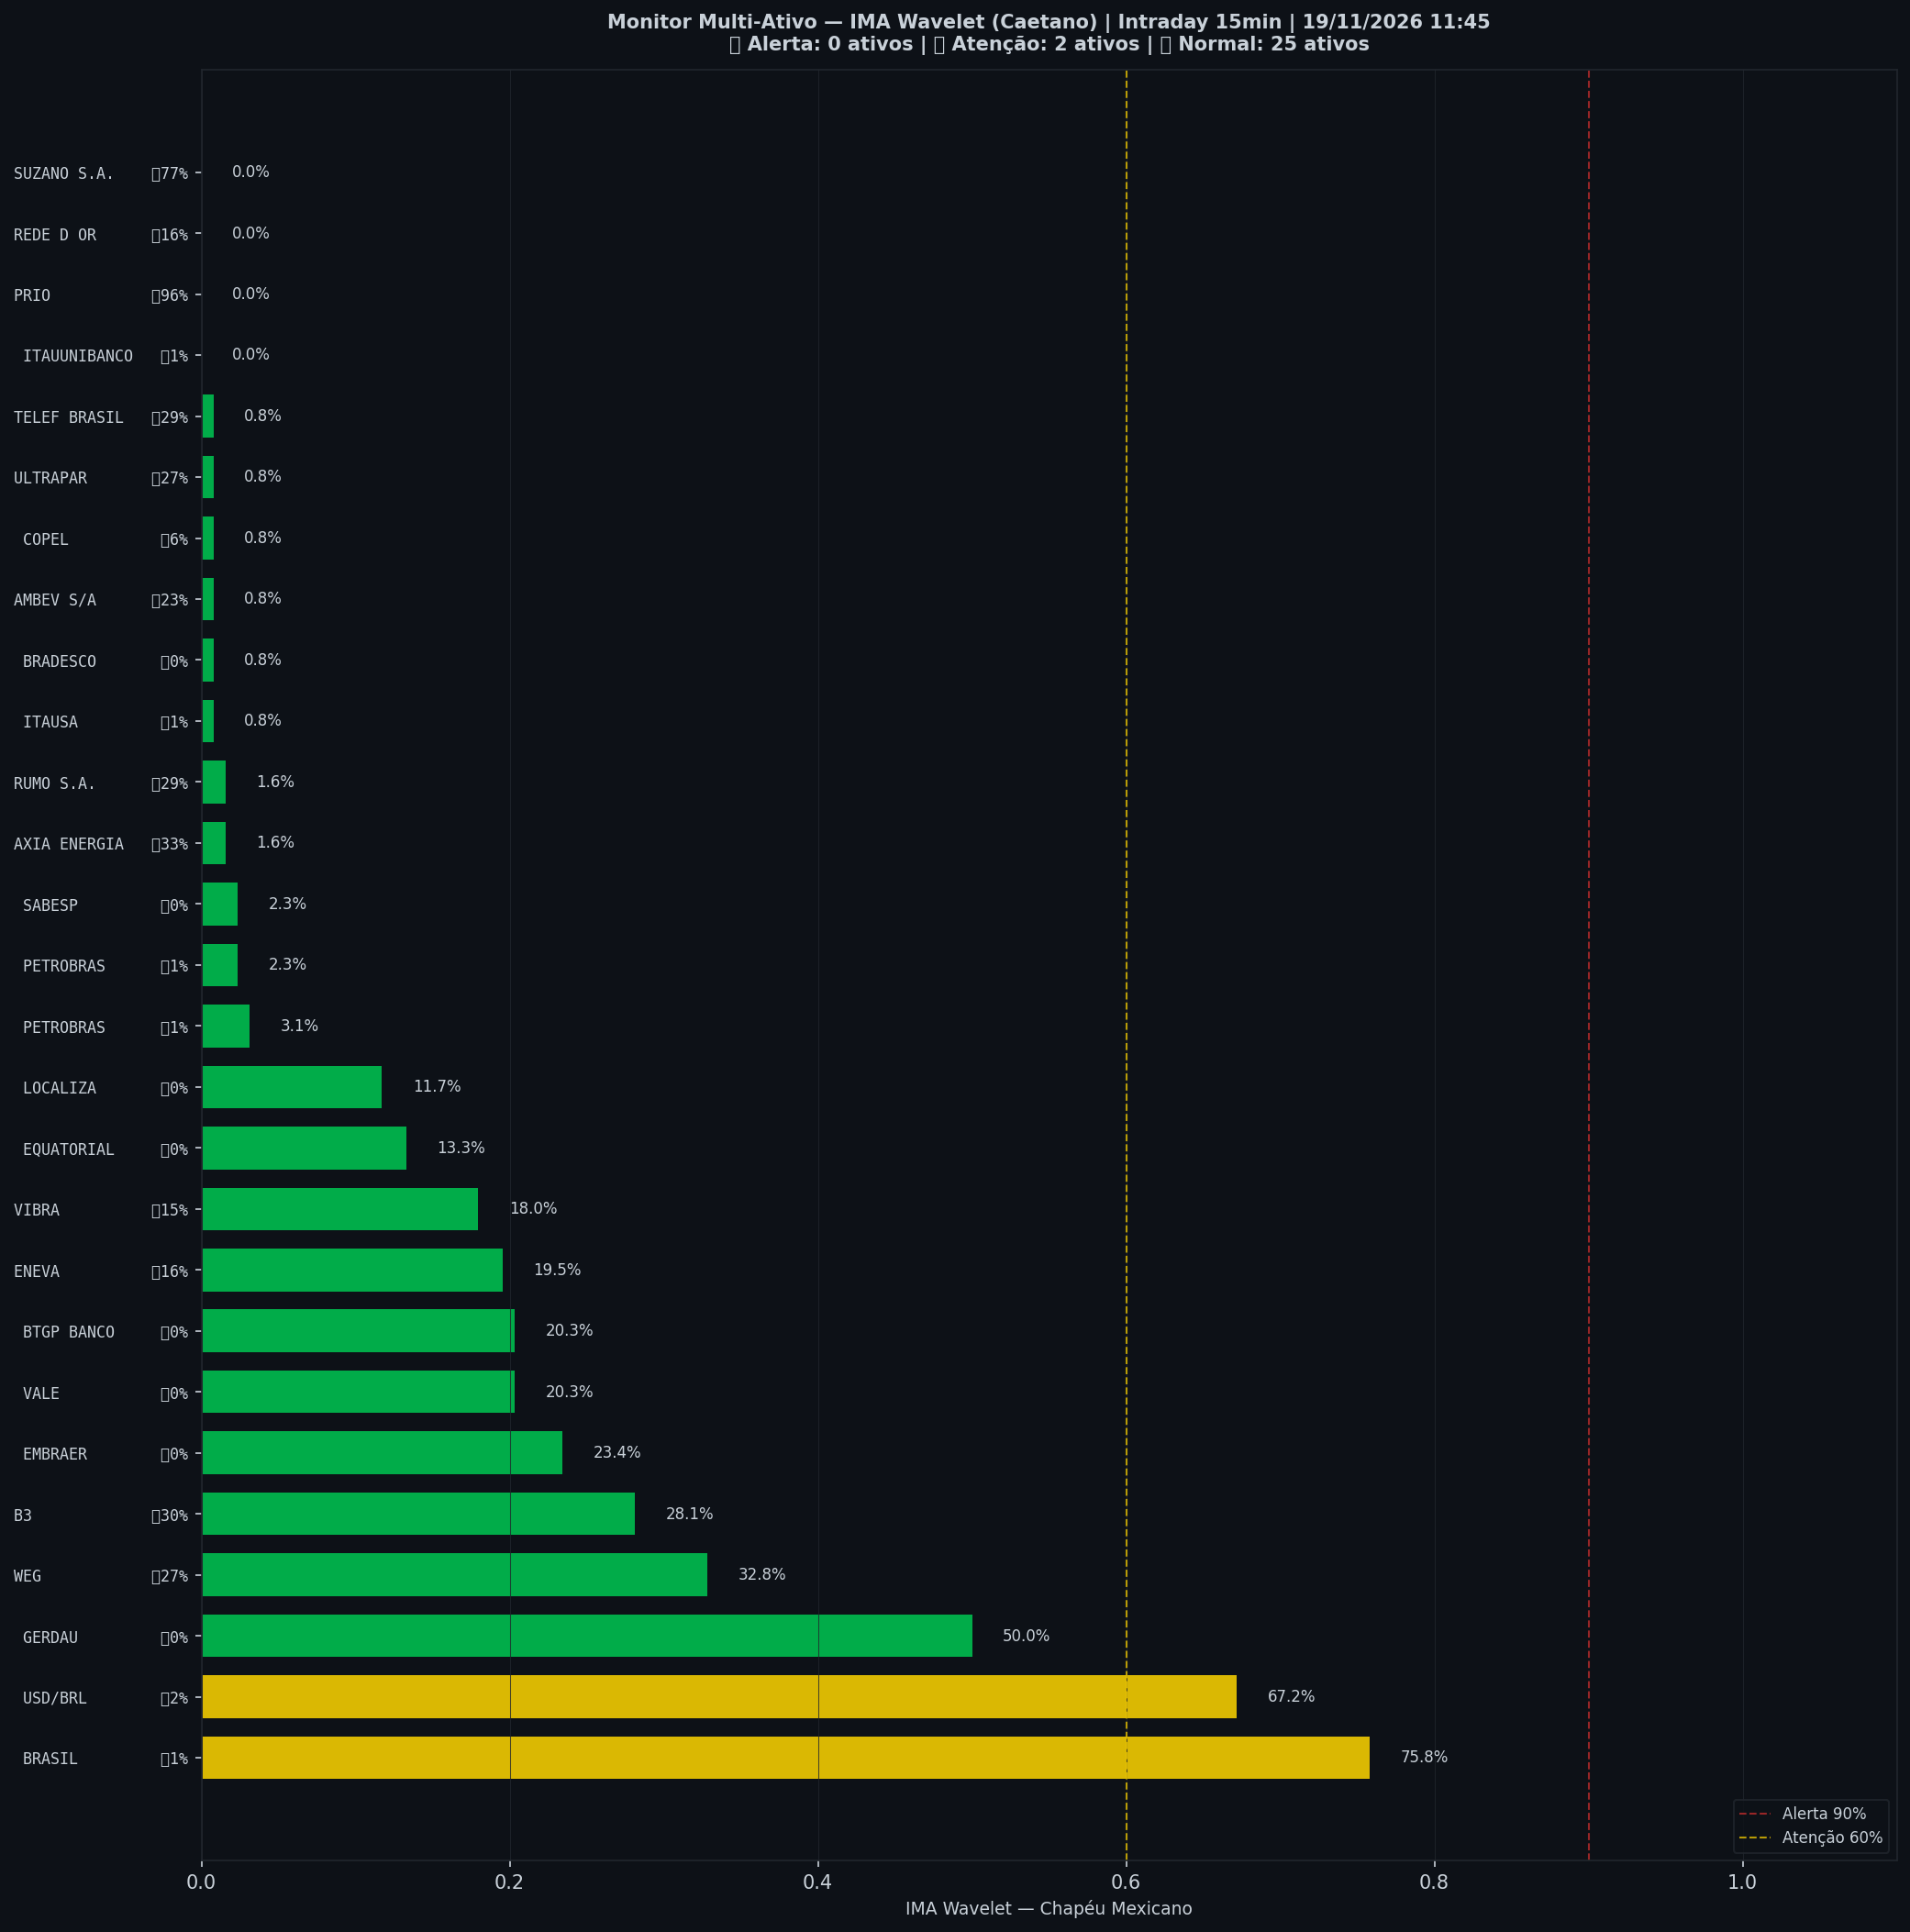 Monitor Multi-Ativo — IMA Wavelet (Caetano) | Intraday 15min | 19/11/2026 11:45
Alerta: 0 ativos | Atenção: 2 ativos | Normal: 25 ativos
SUZANO S.A. 77% 0.0%
REDE D OR 16% 0.0%
PRIO 96% 0.0%
ITAUUNIBANCO 1% 0.0%
TELEF BRASIL 29% 0.8%
ULTRAPAR 27% 0.8%
COPEL 6% 0.8%
AMBEV S/A 23% 0.8%
BRADESCO 0% 0.8%
ITAUSA 1% 0.8%
RUMO S.A. 29% 1.6%
AXIA ENERGIA 33% 1.6%
SABESP 0% 2.3%
PETROBRAS 1% 2.3%
PETROBRAS 1% 3.1%
LOCALIZA 0% 11.7%
EQUATORIAL 0% 13.3%
VIBRA 15% 18.0%
ENEVA 16% 19.5%
BTGP BANCO 0% 20.3%
VALE 0% 20.3%
EMBRAER 0% 23.4%
B3 30% 28.1%
WEG 27% 32.8%
GERDAU 0% 50.0%
USD/BRL 2% 67.2%
BRASIL 1% 75.8%
Alerta 90%
Atenção 60%
0.0 0.2 0.4 0.6 0.8 1.0
IMA Wavelet — Chapéu Mexicano